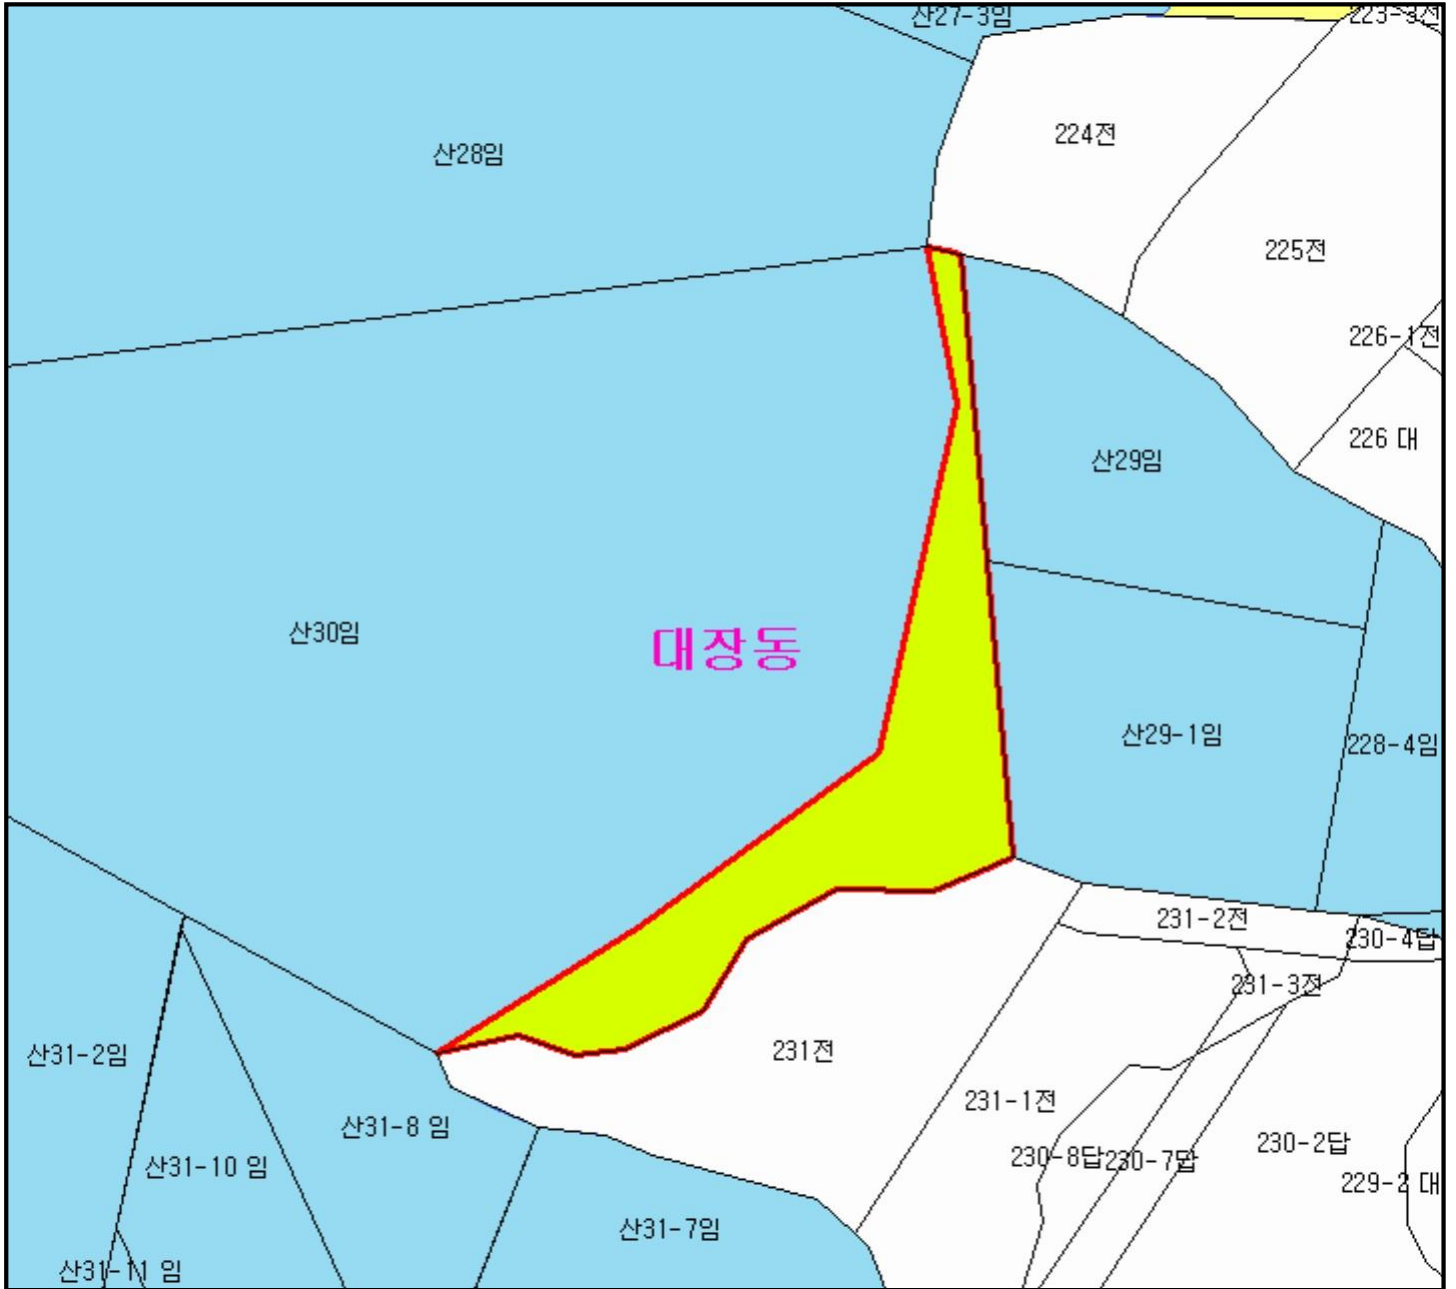 산27-3임
223-3전
224전
산28임
225전
226-1전
226 대
산29임
산30임
대장동
산29-1임
228-4임
231-2전
230-4답
231-3전
산31-2임
231전
231-1전
산31-8 임
산31-10 임
230-8답
230-7답
230-2답
229-2 대
산31-7임
산31-11 임